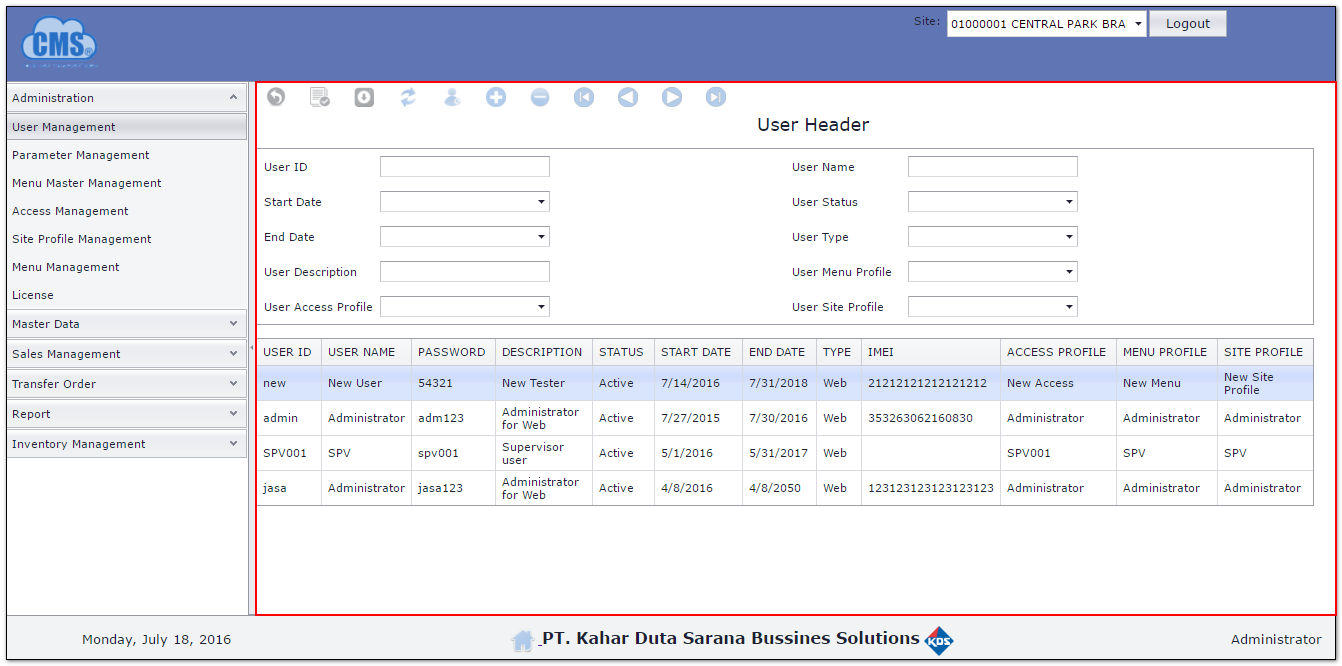 CMS®
Site: 01000001 CENTRAL PARK BRA Logout
Administration
User Management
Parameter Management
Menu Master Management
Access Management
Site Profile Management
Menu Management
License
Master Data
Sales Management
Transfer Order
Report
Inventory Management
User Header
User ID User Name
Start Date User Status
End Date User Type
User Description User Menu Profile
User Access Profile User Site Profile
USER ID USER NAME PASSWORD DESCRIPTION STATUS START DATE END DATE TYPE IMEI ACCESS PROFILE MENU PROFILE SITE PROFILE
new New User 54321 New Tester Active 7/14/2016 7/31/2018 Web 21212121212121212 New Access New Menu New Site Profile
admin Administrator adm123 Administrator for Web Active 7/27/2015 7/30/2016 Web 353263062160830 Administrator Administrator Administrator
SPV001 SPV spv001 Supervisor user Active 5/1/2016 5/31/2017 Web SPV001 SPV SPV
jasa Administrator jasa123 Administrator for Web Active 4/8/2016 4/8/2050 Web 123123123123123123 Administrator Administrator Administrator
Monday, July 18, 2016 PT. Kahar Duta Sarana Bussines Solutions KDS Administrator